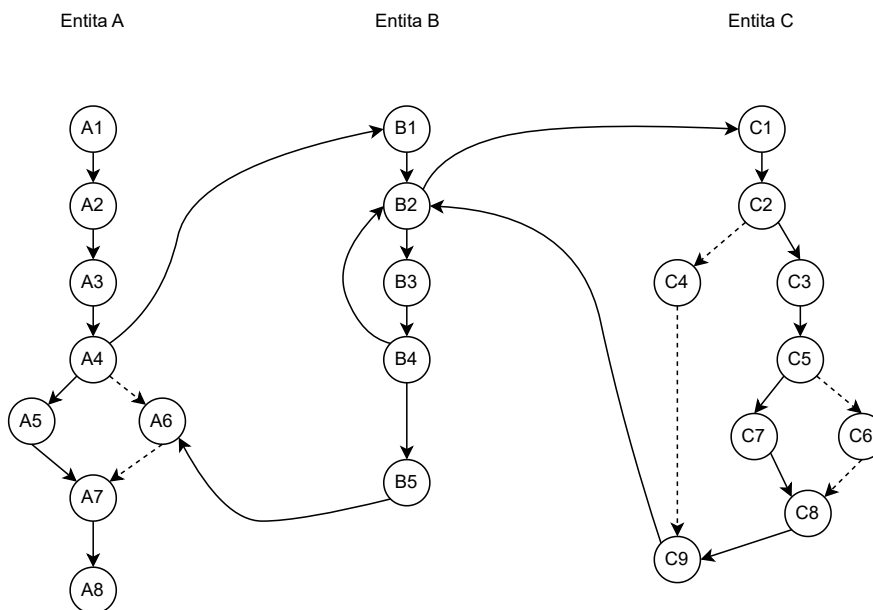 Entita A
Entita B
Entita C
A1
B1
C1
A2
B2
C2
A3
B3
C4
C3
A4
B4
C5
A5
A6
C7
C6
A7
B5
C8
C9
A8